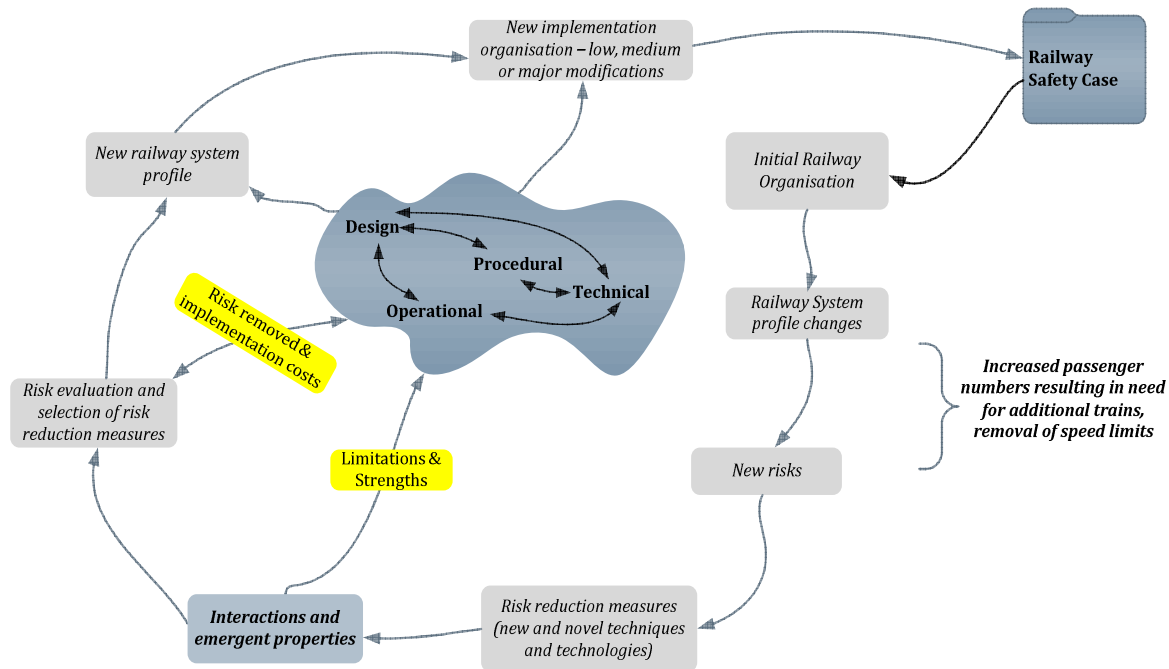 New implementation
organisation – low, medium
or major modifications
Railway
Safety Case
New railway system
profile
Initial Railway
Organisation
Design
Procedural
Technical
Operational
Risk removed &
implementation costs
Railway System
profile changes
Increased passenger
numbers resulting in need
for additional trains,
removal of speed limits
Risk evaluation and
selection of risk
reduction measures
Limitations &
Strengths
New risks
Interactions and
emergent properties
Risk reduction measures
(new and novel techniques
and technologies)